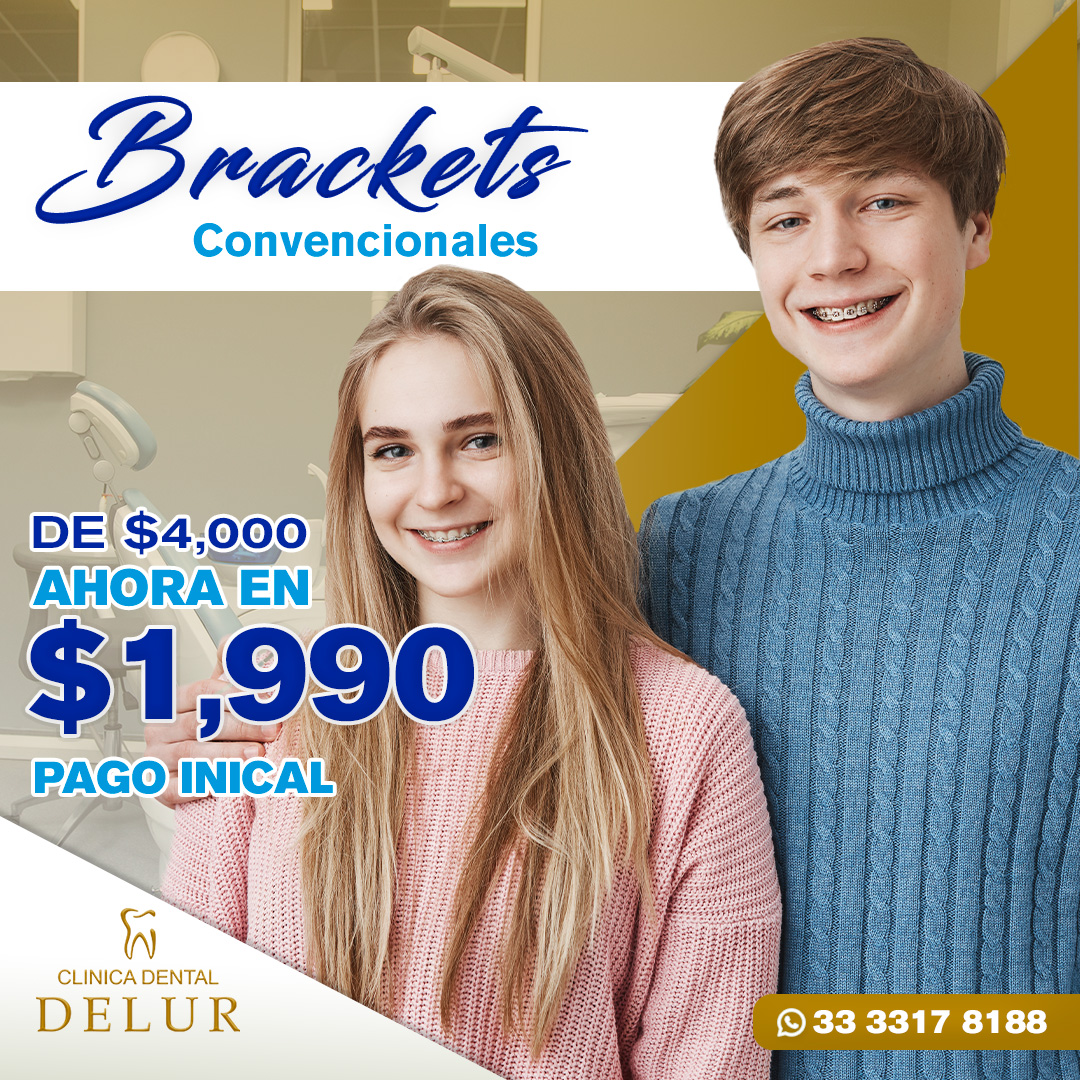 Brackets
Convencionales
DE $4,000
AHORA EN
$1,990
PAGO INICAL
CLINICA DENTAL
DELUR
33 3317 8188